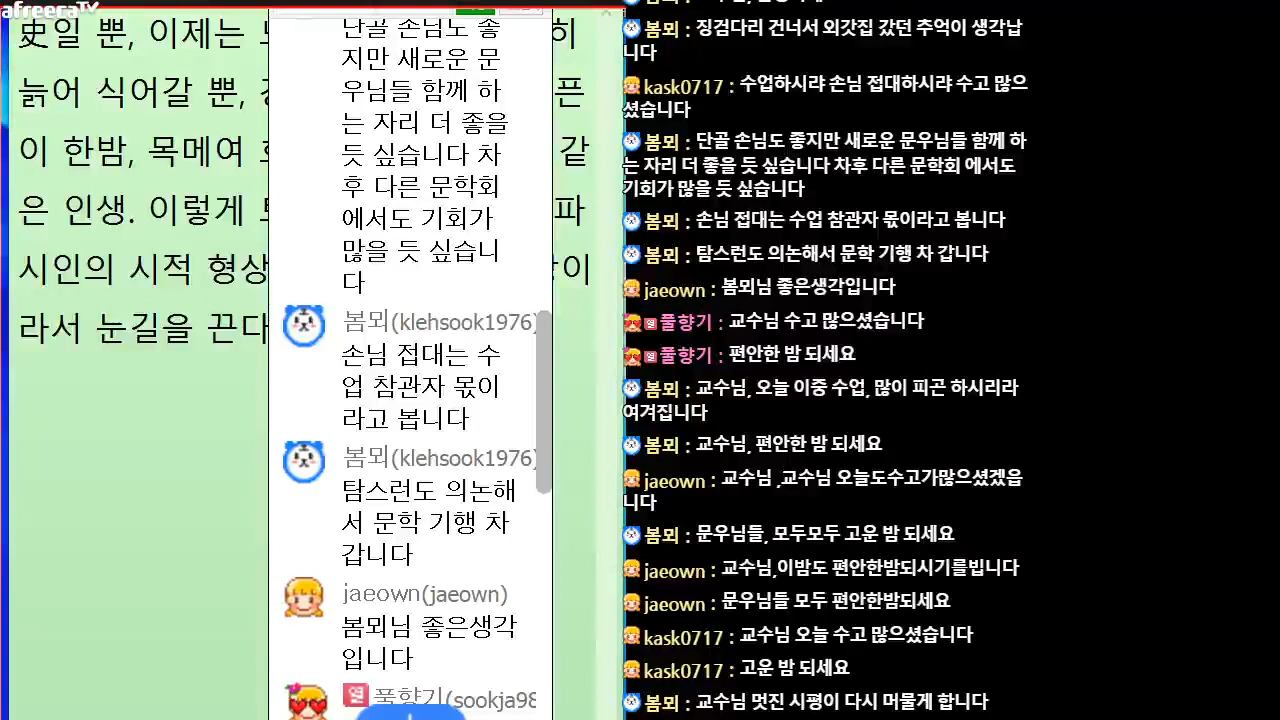 afreecaTV
史일 뿐, 이제는
늙어 식어갈 뿐,
이 한밤, 목메여
은 인생. 이렇게
시인의 시적 형상
라서 눈길을 끈다
히
픈
같
파
이
단골 손님도 좋
지만 새로운 문
우님들 함께 하
는 자리 더 좋을
듯 싶습니다 차
후 다른 문학회
에서도 기회가
많을 듯 싶습니
다
봄뫼(klehsook1976)
손님 접대는 수
업 참관자 몫이
라고 봅니다
봄뫼(klehsook1976)
탐스런도 의논해
서 문학 기행 차
갑니다
jaeown(jaeown)
봄뫼님 좋은생각
입니다
열 풀향기(sookja98
봄뫼 : 징검다리 건너서 외갓집 갔던 추억이 생각납
니다
kask0717 : 수업하시랴 손님 접대하시랴 수고 많으
셨습니다
봄뫼 : 단골 손님도 좋지만 새로운 문우님들 함께 하
는 자리 더 좋을 듯 싶습니다 차후 다른 문학회 에서도
기회가 많을 듯 싶습니다
봄뫼 : 손님 접대는 수업 참관자 몫이라고 봅니다
봄뫼 : 탐스런도 의논해서 문학 기행 차 갑니다
jaeown : 봄뫼님 좋은생각입니다
열 풀향기 : 교수님 수고 많으셨습니다
열 풀향기 : 편안한 밤 되세요
봄뫼 : 교수님, 오늘 이중 수업, 많이 피곤 하시리라
여겨집니다
봄뫼 : 교수님, 편안한 밤 되세요
jaeown : 교수님 ,교수님 오늘도수고가많으셨겠읍
니다
봄뫼 : 문우님들, 모두모두 고운 밤 되세요
jaeown : 교수님,이밤도 편안한밤되시기를빕니다
jaeown : 문우님들 모두 편안한밤되세요
kask0717 : 교수님 오늘 수고 많으셨습니다
kask0717 : 고운 밤 되세요
봄뫼 : 교수님 멋진 시평이 다시 머물게 합니다